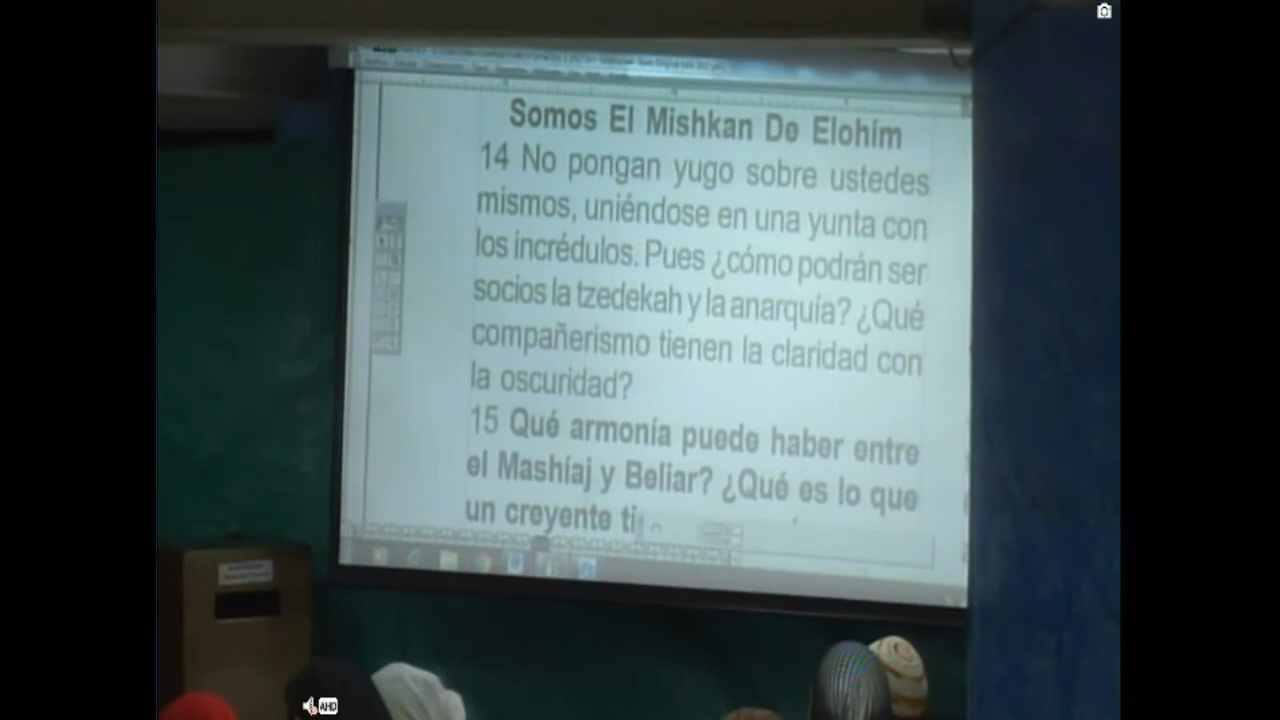 Somos El Mishkan De Elohím
14 No pongan yugo sobre ustedes
mismos, uniéndose en una yunta con
los incrédulos. Pues ¿cómo podrán ser
socios la tzedekah y la anarquía? ¿Qué
compañerismo tienen la claridad con
la oscuridad?
15 Qué armonía puede haber entre
el Mashíaj y Beliar? ¿Qué es lo que
un creyente ti
AHD